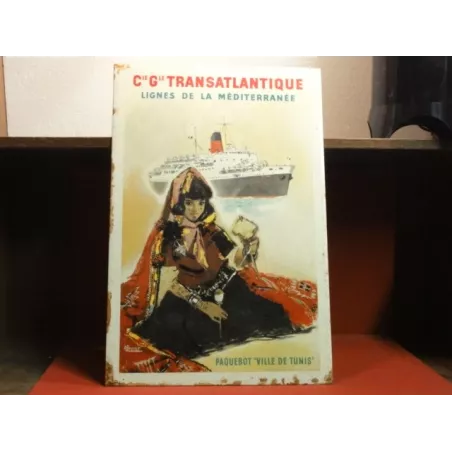 Cie Gle TRANSATLANTIQUE
LIGNES DE LA MÉDITERRANÉE
PAQUEBOT "VILLE DE TUNIS"